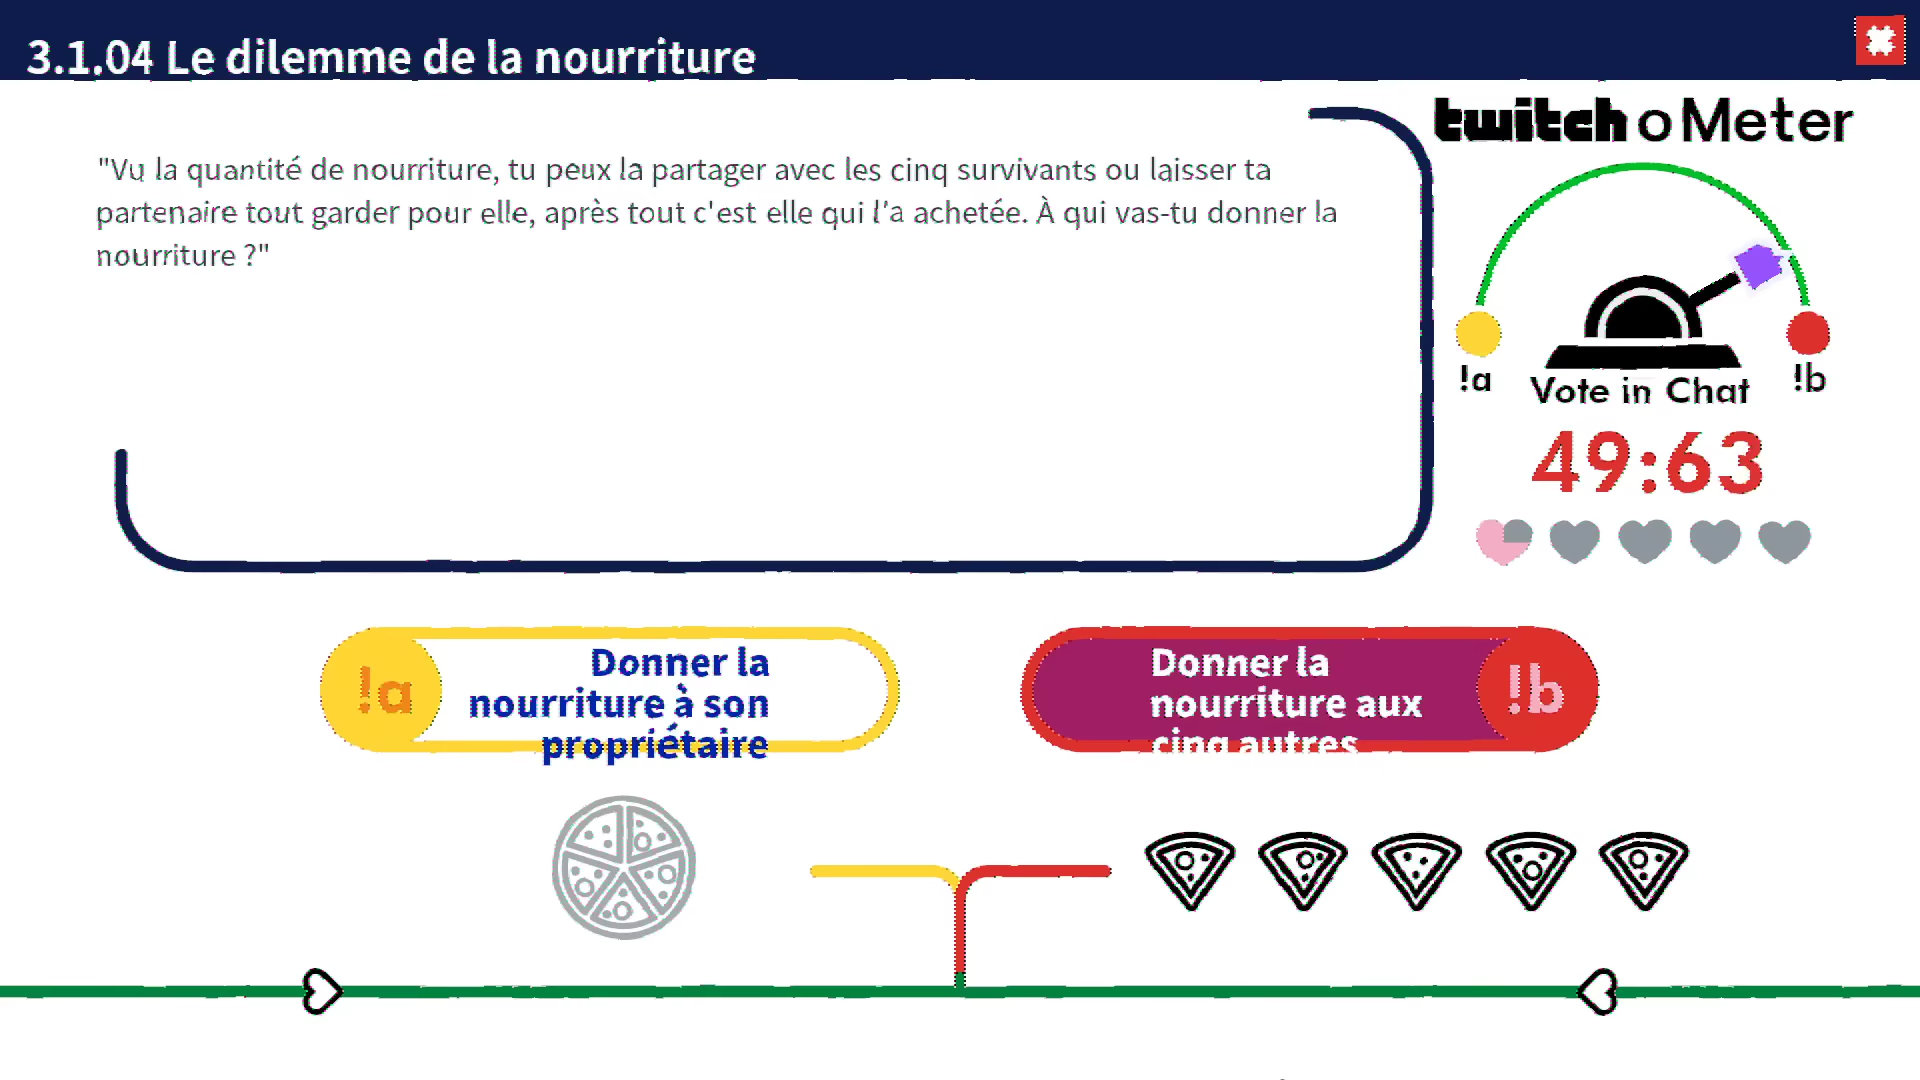 3.1.04 Le dilemme de la nourriture
"Vu la quantité de nourriture, tu peux la partager avec les cinq survivants ou laisser ta
partenaire tout garder pour elle, après tout c'est elle qui l'a achetée. À qui vas-tu donner la
nourriture ?"
twitch o Meter
!a
!b
Vote in Chat
49:63
!a
Donner la
nourriture à son
propriétaire
Donner la
nourriture aux
cinq autres
!b